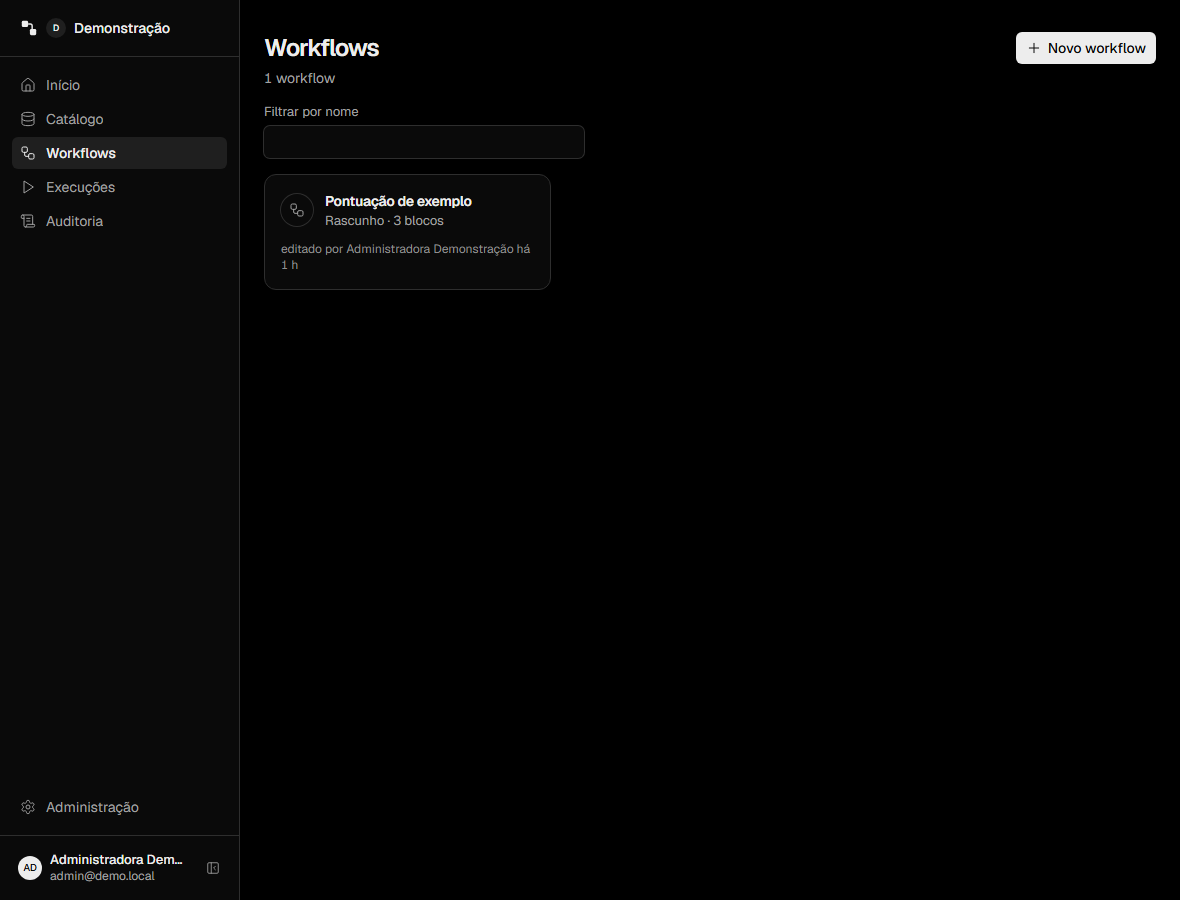 D Demonstração
Início
Catálogo
Workflows
Execuções
Auditoria
Administração
AD Administradora Dem...
admin@demo.local
Workflows
1 workflow
Novo workflow
Filtrar por nome
Pontuação de exemplo
Rascunho · 3 blocos
editado por Administradora Demonstração há
1 h